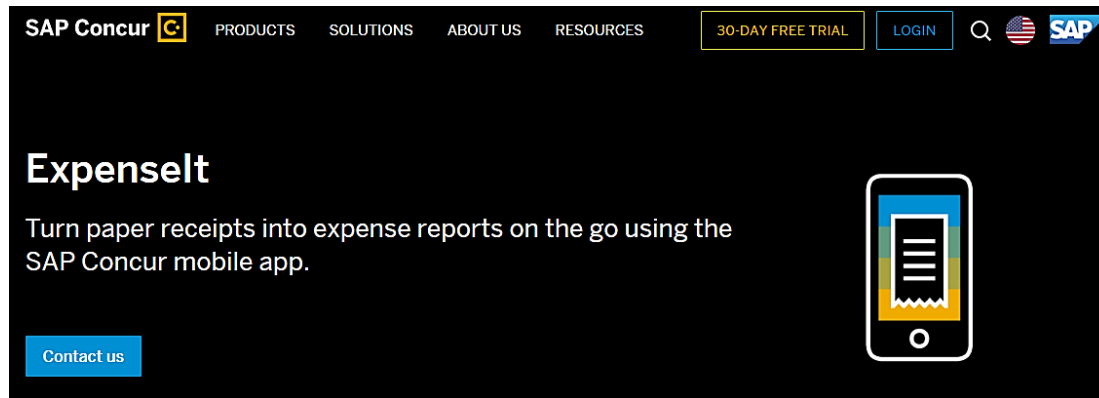 SAP Concur C PRODUCTS SOLUTIONS ABOUT US RESOURCES 30-DAY FREE TRIAL LOGIN SAP
ExpenseIt
Turn paper receipts into expense reports on the go using the
SAP Concur mobile app.
Contact us